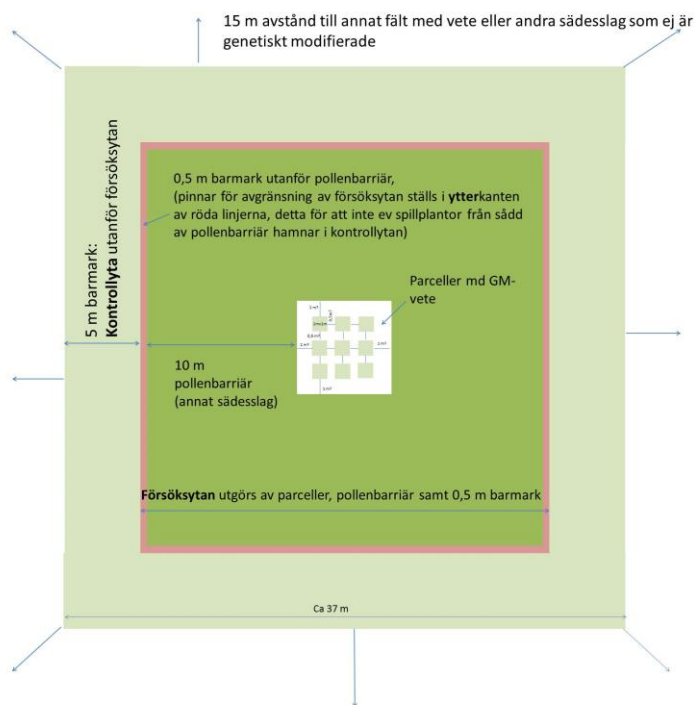 15 m avstånd till annat fält med vete eller andra sädesslag som ej är
genetiskt modifierade
5 m barmark:
Kontrollyta utanför försöksytan
0,5 m barmark utanför pollenbarriär,
(pinnar för avgränsning av försöksytan ställs i ytterkanten
av röda linjerna, detta för att inte ev spillplantor från sådd
av pollenbarriär hamnar i kontrollytan)
Parceller md GM-
vete
10 m
pollenbarriär
(annat sädesslag)
Försöksytan utgörs av parceller, pollenbarriär samt 0,5 m barmark
Ca 37 m